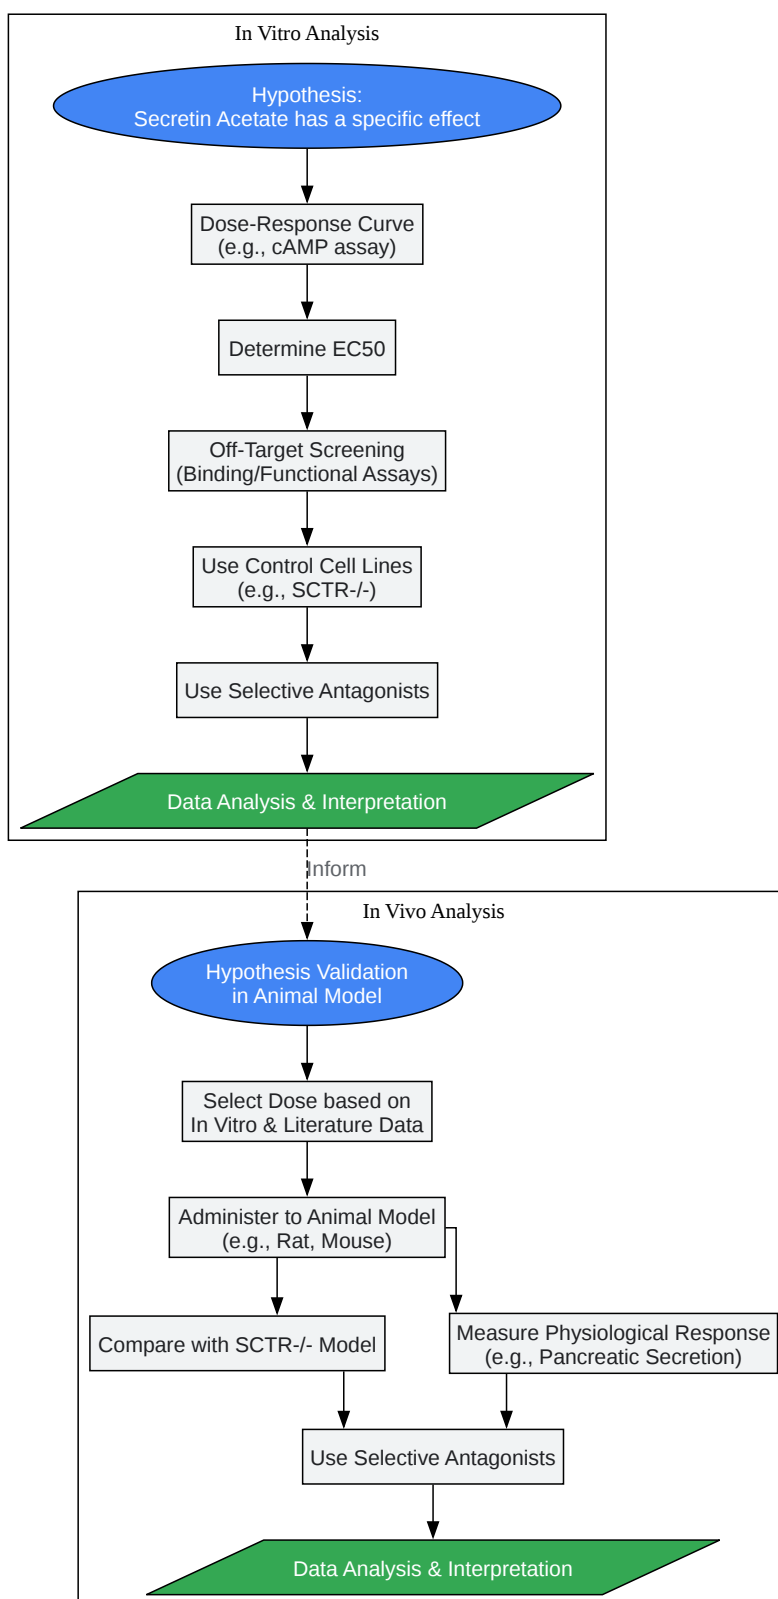 In Vitro Analysis
Hypothesis:
Secretin Acetate has a specific effect
Dose-Response Curve
(e.g., cAMP assay)
Determine EC50
Off-Target Screening
(Binding/Functional Assays)
Use Control Cell Lines
(e.g., SCTR-/-)
Use Selective Antagonists
Data Analysis & Interpretation
Inform
In Vivo Analysis
Hypothesis Validation
in Animal Model
Select Dose based on
In Vitro & Literature Data
Administer to Animal Model
(e.g., Rat, Mouse)
Compare with SCTR-/- Model
Measure Physiological Response
(e.g., Pancreatic Secretion)
Use Selective Antagonists
Data Analysis & Interpretation